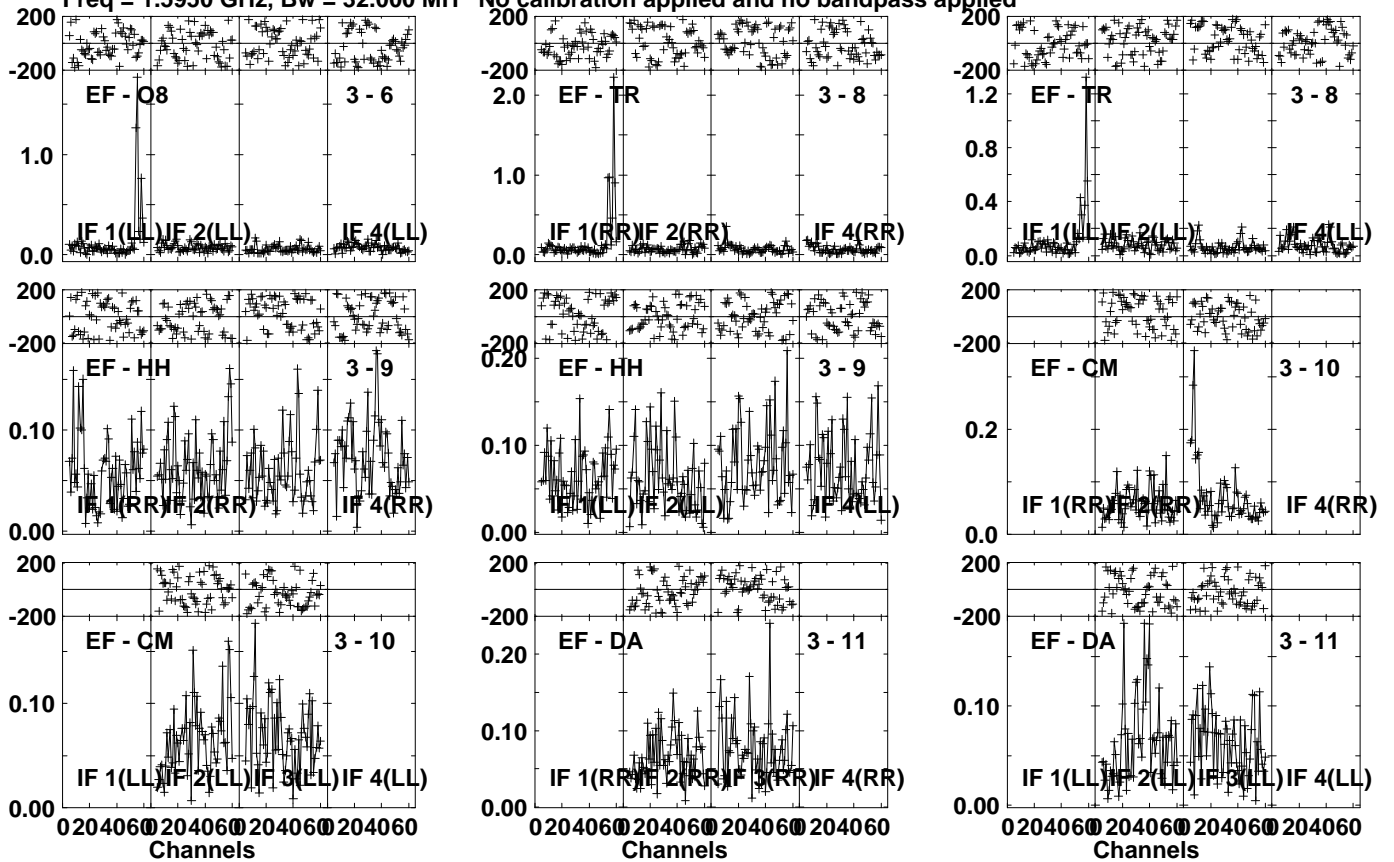 Freq = 1.5950 GHz, Bw = 32.000 MH No calibration applied and no bandpass applied
200 200 200
-200 -200 -200
EF - O8 3 - 6 EF - TR 3 - 8 EF - TR 3 - 8
2.0 1.2
1.0 0.8
1.0 0.4
IF 1(LL) IF 2(LL) IF 4(LL) IF 1(RR) IF 2(RR) IF 4(RR) IF 1(LL) IF 2(LL) IF 4(LL)
0.0 0.0 0.0
200 200 200
-200 -200 -200
0.20
EF - HH 3 - 9 EF - HH 3 - 9 EF - CM 3 - 10
0.10 0.10 0.2
IF 1(RR) IF 2(RR) IF 4(RR) IF 1(LL) IF 2(LL) IF 4(LL) IF 1(RR) IF 2(RR) IF 4(RR)
0.00 0.00 0.0
200 200 200
-200 -200 -200
EF - CM 3 - 10 EF - DA 3 - 11 EF - DA 3 - 11
0.20
0.10 0.10 0.10
IF 1(LL) IF 2(LL) IF 3(LL) IF 4(LL) IF 1(RR) IF 2(RR) IF 3(RR) IF 4(RR) IF 1(LL) IF 2(LL) IF 3(LL) IF 4(LL)
0.00 0.00 0.00
0 20 40 60 0 20 40 60 0 20 40 60 0 20 40 60 0 20 40 60 0 20 40 60 0 20 40 60 0 20 40 60 0 20 40 60 0 20 40 60 0 20 40 60 0 20 40 60
Channels Channels Channels